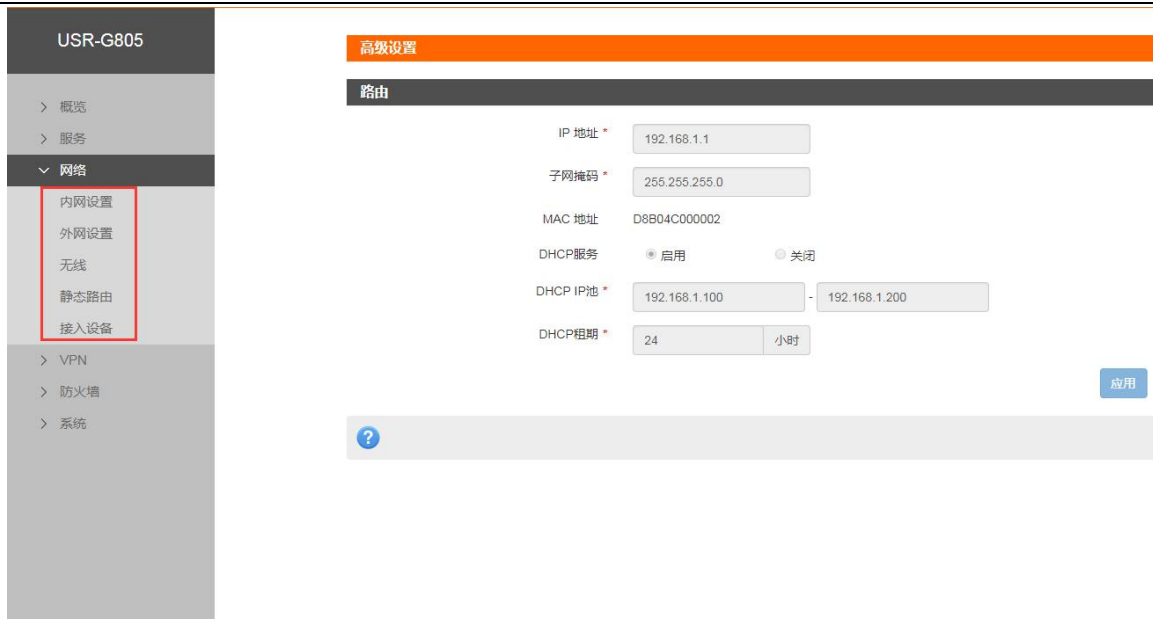 USR-G805
概览
服务
网络
内网设置
外网设置
无线
静态路由
接入设备
VPN
防火墙
系统
高级设置
路由
IP 地址 * 192.168.1.1
子网掩码 * 255.255.255.0
MAC 地址 D8B04C000002
DHCP服务 启用 关闭
DHCP IP池 * 192.168.1.100 - 192.168.1.200
DHCP租期 * 24 小时
应用
?